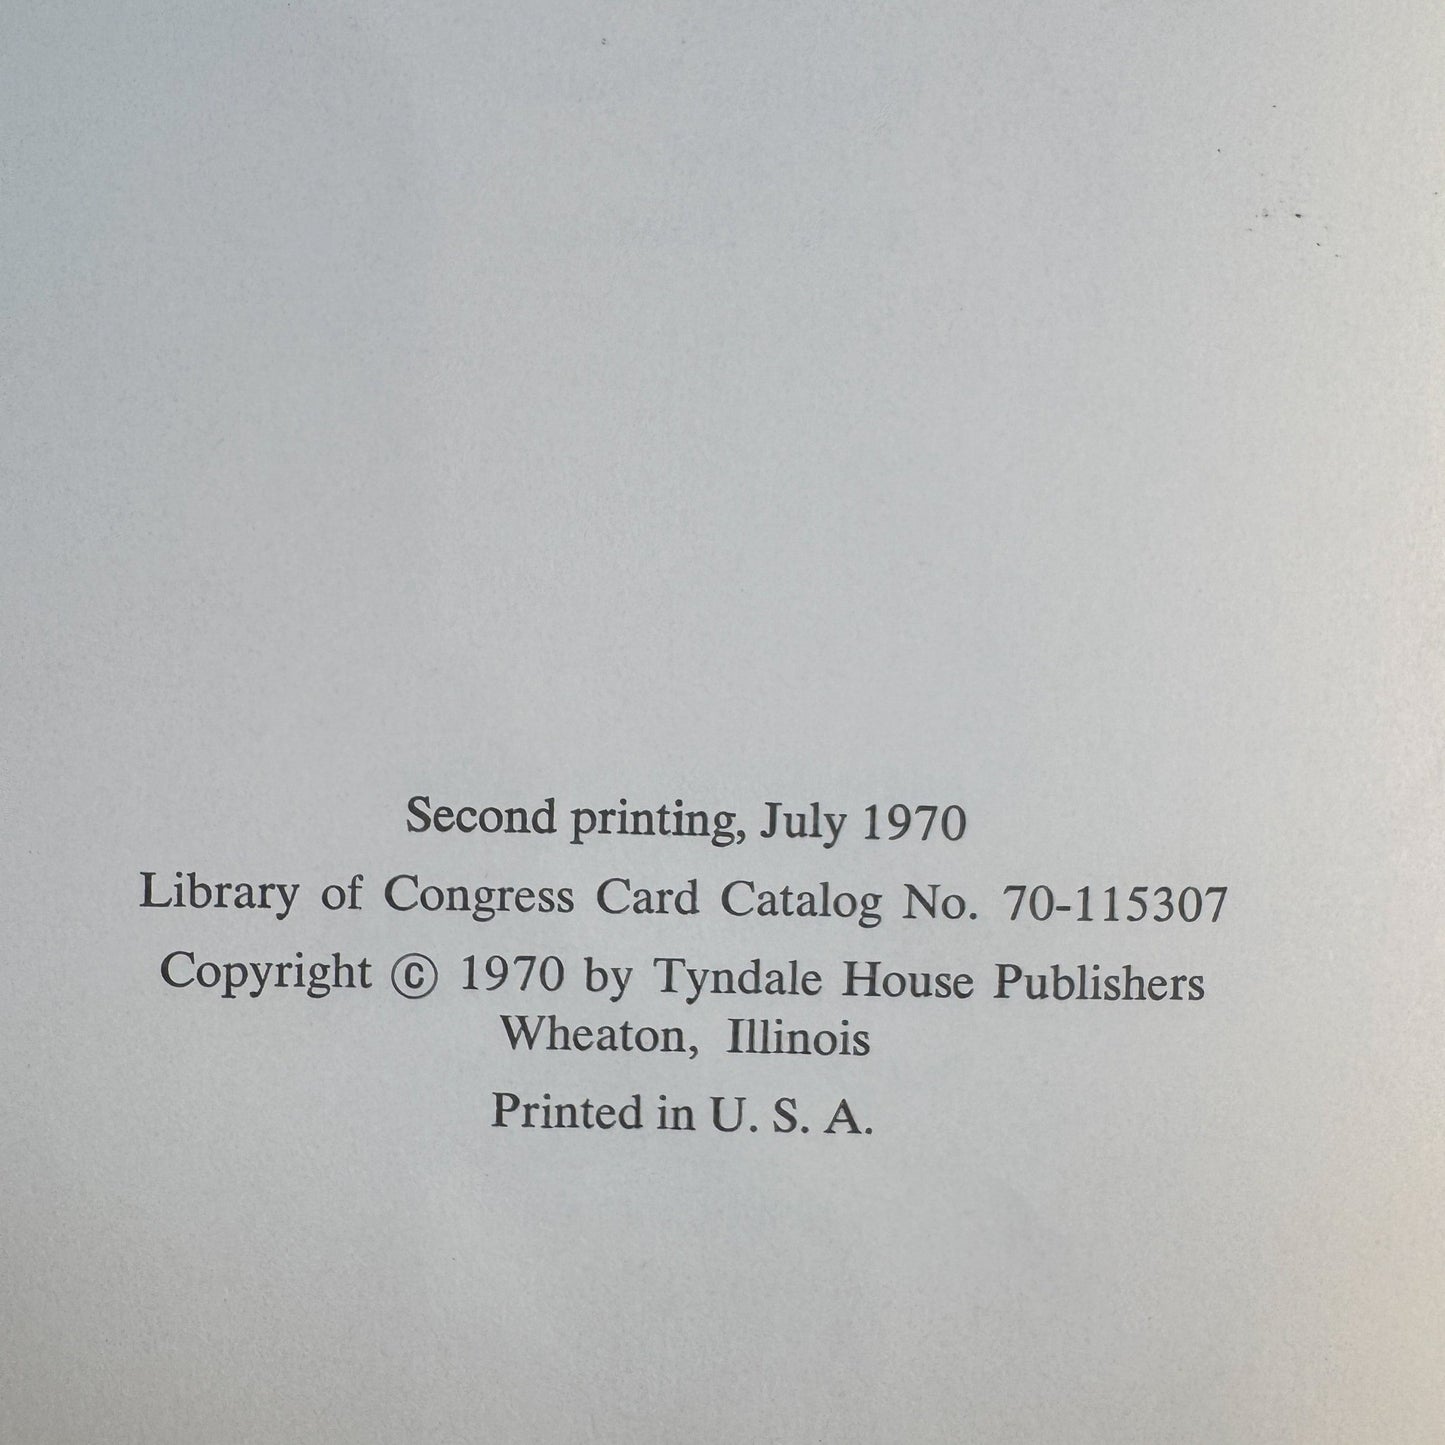 Second printing, July 1970
Library of Congress Card Catalog No. 70-115307
Copyright © 1970 by Tyndale House Publishers
Wheaton, Illinois
Printed in U. S. A.